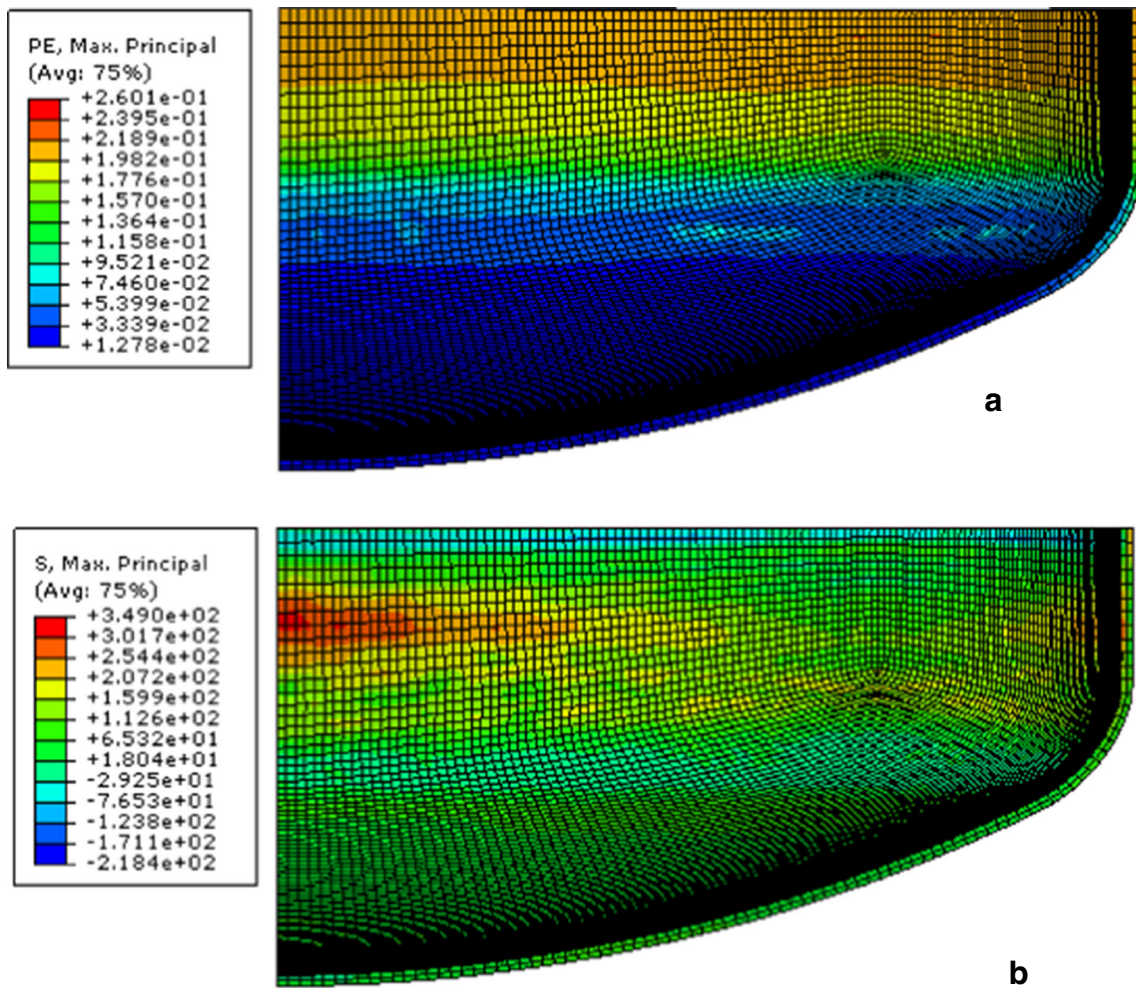 PE, Max. Principal
(Avg: 75%)
+2.601e-01
+2.395e-01
+2.189e-01
+1.982e-01
+1.776e-01
+1.570e-01
+1.364e-01
+1.158e-01
+9.521e-02
+7.460e-02
+5.399e-02
+3.339e-02
+1.278e-02
a
S, Max. Principal
(Avg: 75%)
+3.490e+02
+3.017e+02
+2.544e+02
+2.072e+02
+1.599e+02
+1.126e+02
+6.532e+01
+1.804e+01
-2.925e+01
-7.653e+01
-1.238e+02
-1.711e+02
-2.184e+02
b